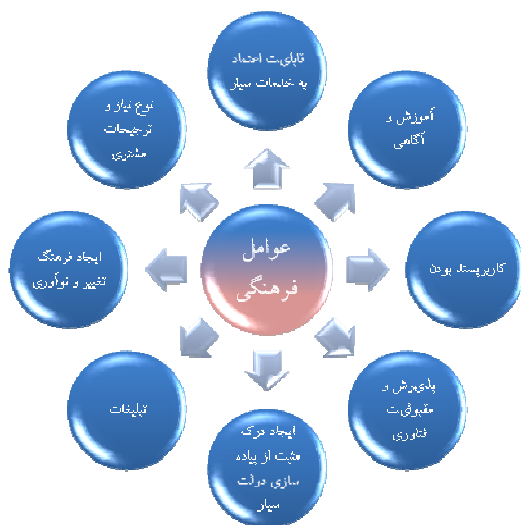 عوامل
فرهنگی
قابلیت اعتماد
به خدمات سیار
آموزش و
آگاهی
کاربرپسند بودن
پذیرش و
مقبولیت
فناوری
ایجاد درک
مثبت از پیاده
سازی دولت
سیار
تبلیغات
ایجاد فرهنگ
تغییر و نوآوری
نوع نیاز و
ترجیحات
مشتری